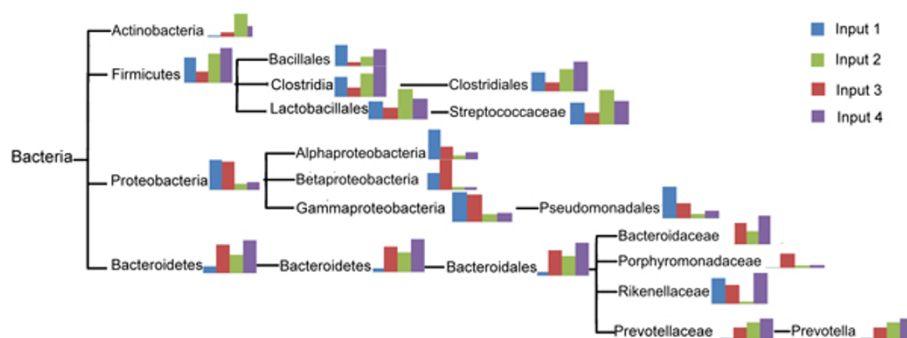 Actinobacteria
Input 1
Bacillales
Input 2
Firmicutes
Clostridia
Clostridiales
Input 3
Lactobacillales
Streptococcaceae
Input 4
Alphaproteobacteria
Bacteria
Proteobacteria
Betaproteobacteria
Gammaproteobacteria
Pseudomonadales
Bacteroidaceae
Bacteroidetes
Bacteroidetes
Bacteroidales
Porphyromonadaceae
Rikenellaceae
Prevotellaceae
Prevotella